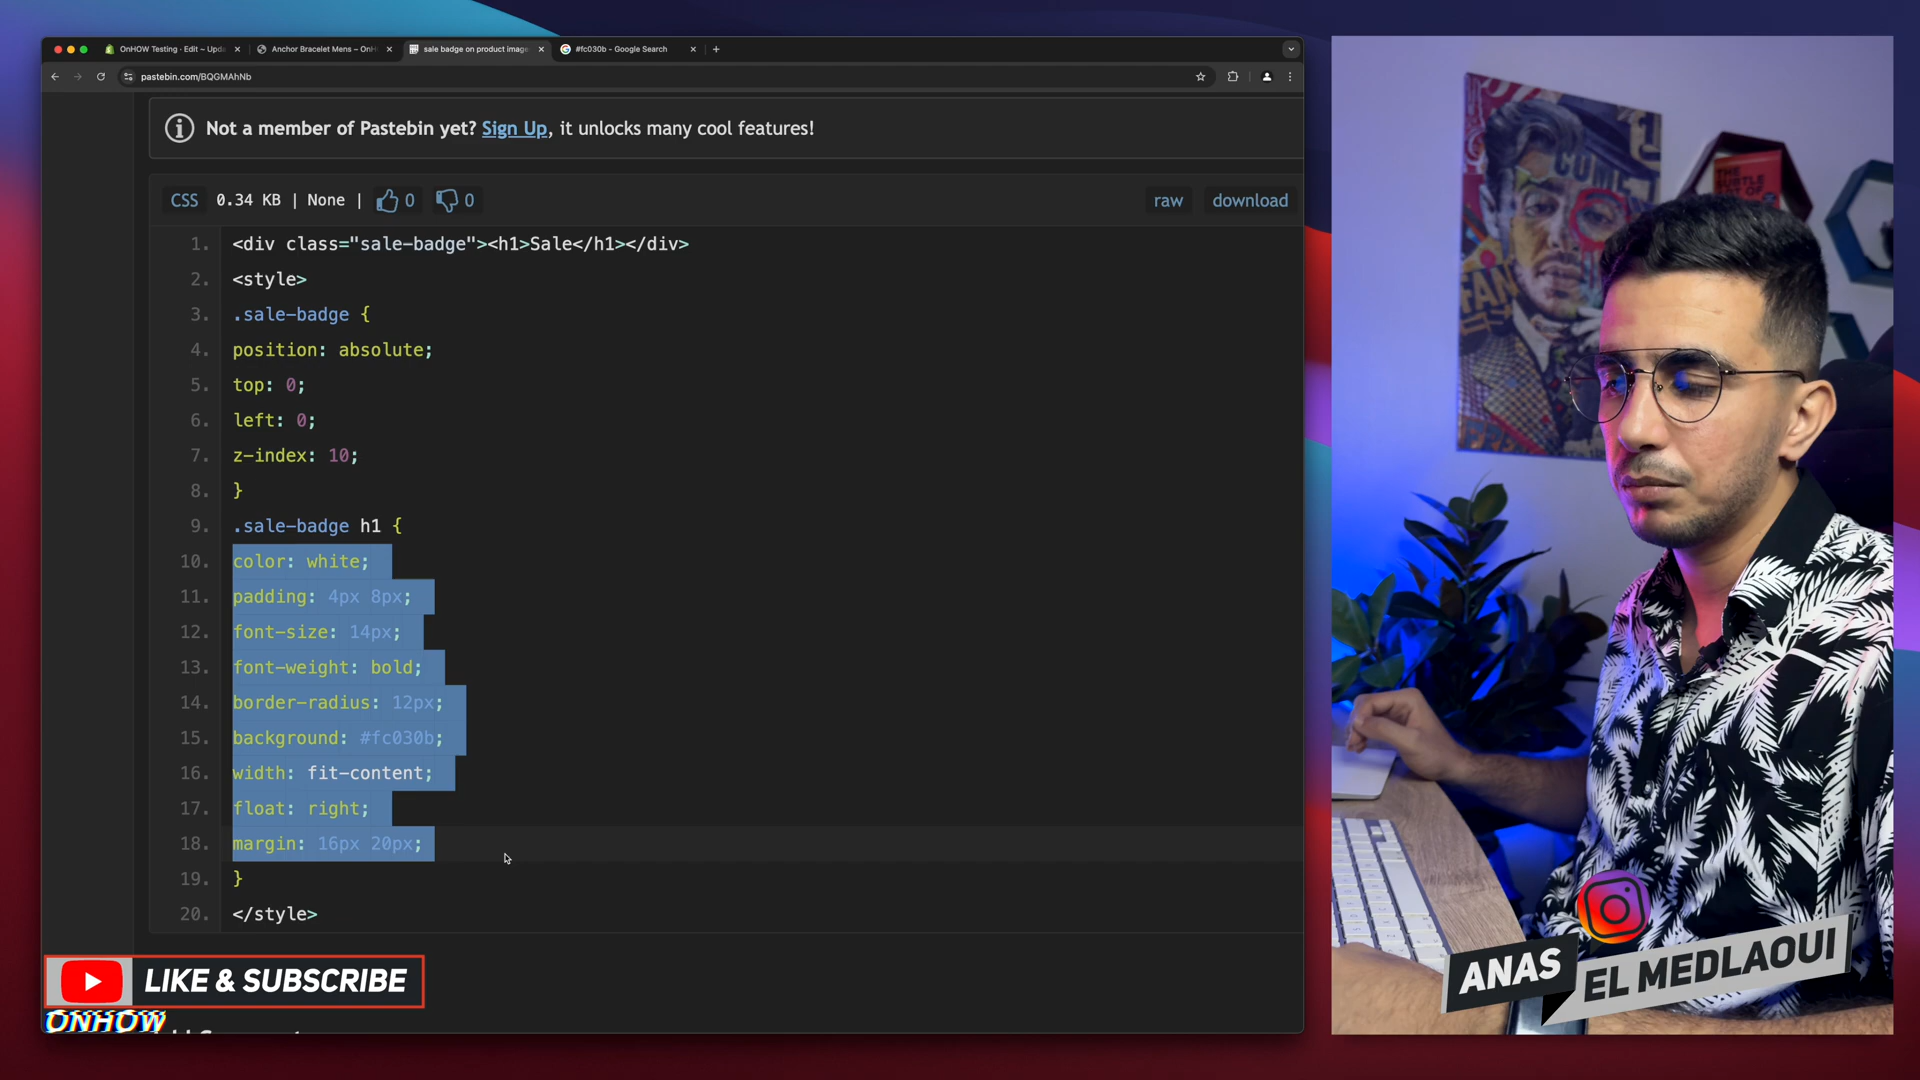 OnHOW Testing · Edit ~ Upda
Anchor Bracelet Mens – OnH
sale badge on product image
#fc030b - Google Search
pastebin.com/BQGMAhNb
Not a member of Pastebin yet? Sign Up, it unlocks many cool features!
CSS 0.34 KB | None | 0 0
raw download
1. <div class="sale-badge"><h1>Sale</h1></div>
2. <style>
3. .sale-badge {
4. position: absolute;
5. top: 0;
6. left: 0;
7. z-index: 10;
8. }
9. .sale-badge h1 {
10. color: white;
11. padding: 4px 8px;
12. font-size: 14px;
13. font-weight: bold;
14. border-radius: 12px;
15. background: #fc030b;
16. width: fit-content;
17. float: right;
18. margin: 16px 20px;
19. }
20. </style>
LIKE & SUBSCRIBE
ONHOW
COME
FAN
THE
SUBTLE
ANAS
EL MEDLAOUI